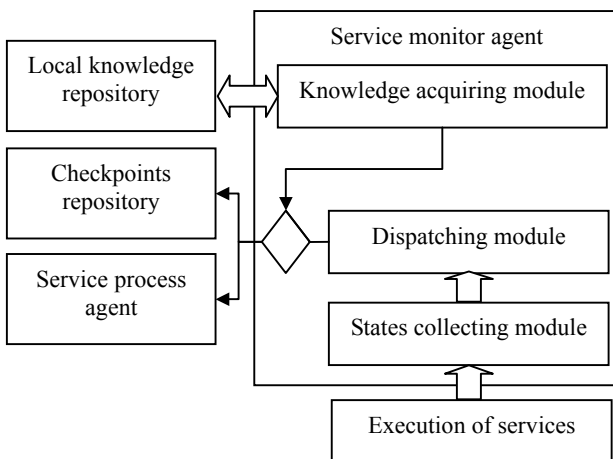 Service monitor agent
Local knowledge
repository
Knowledge acquiring module
Checkpoints
repository
Dispatching module
Service process
agent
States collecting module
Execution of services